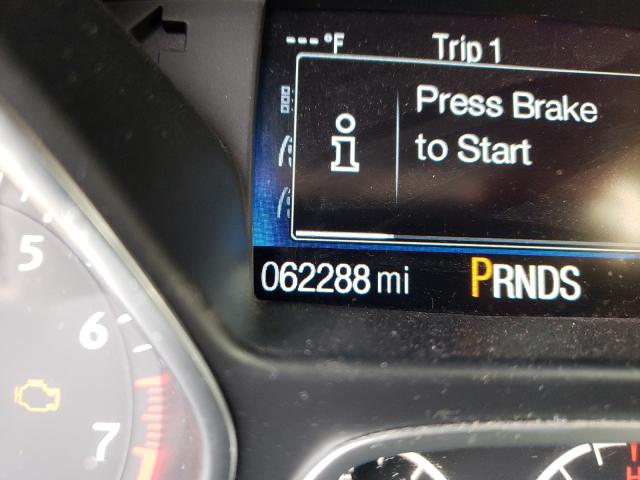 --- °F Trip 1
i
Press Brake
to Start
062288 mi PRNDS
5
6
7
H